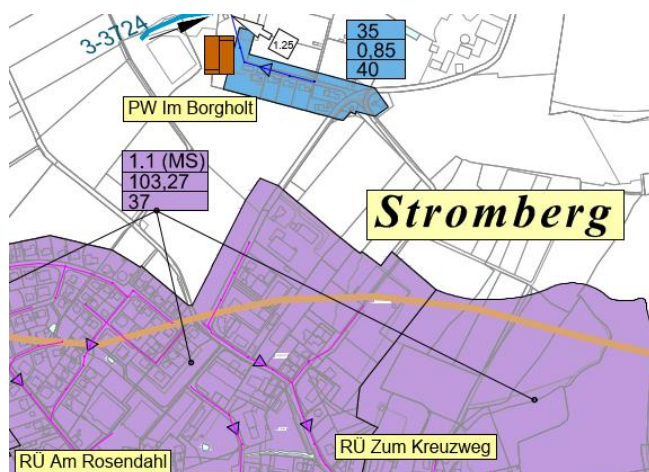 3-3724
1.25
35
0,85
40
PW Im Borgholt
1.1 (MS)
103,27
37
Stromberg
RÜ Zum Kreuzweg
RÜ Am Rosendahl